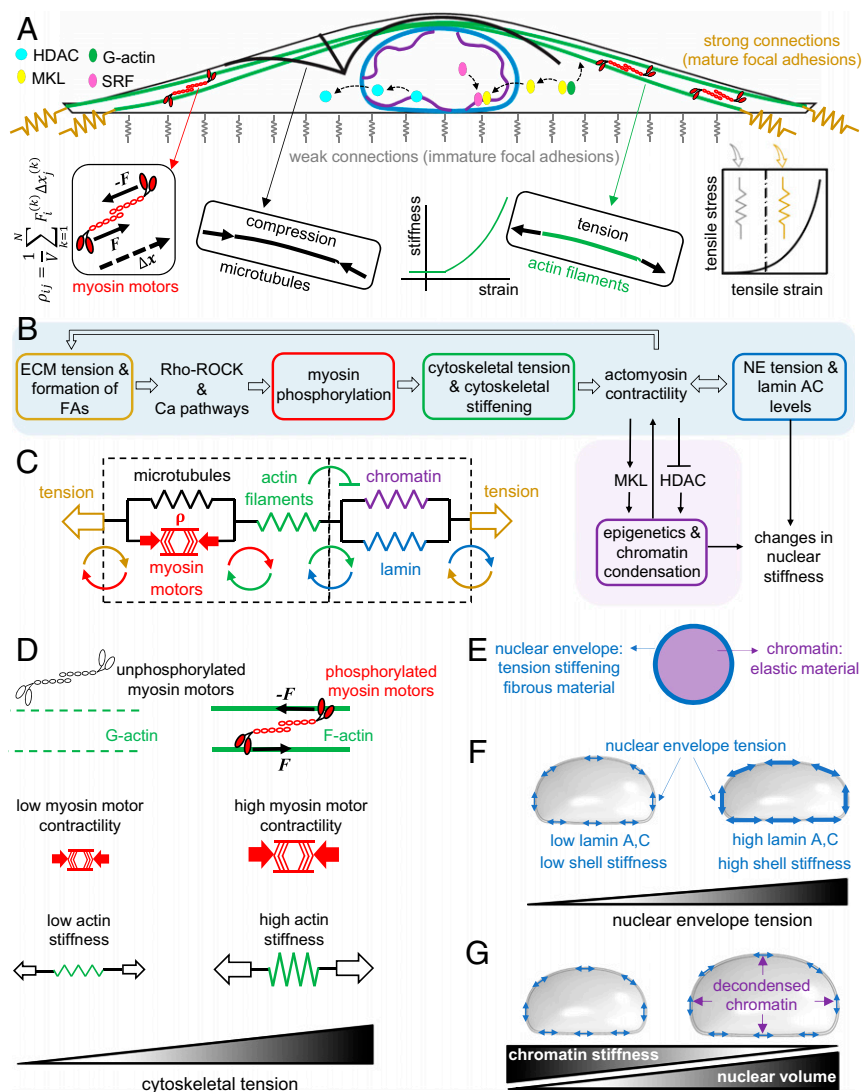 A
HDAC
G-actin
MKL
SRF
strong connections
(mature focal adhesions)
weak connections (immature focal adhesions)
ρij = 1/V N∑k=1 Fi(k) Δxj(k)
-F
F
Δx
myosin motors
compression
microtubules
stiffness
strain
tension
actin filaments
tensile stress
tensile strain
B
ECM tension &
formation of
FAs
Rho-ROCK
&
Ca pathways
myosin
phosphorylation
cytoskeletal tension
& cytoskeletal
stiffening
actomyosin
contractility
NE tension &
lamin AC
levels
MKL
HDAC
epigenetics &
chromatin
condensation
changes in
nuclear
stiffness
C
tension
microtubules
ρ
myosin
motors
actin
filaments
chromatin
lamin
tension
D
unphosphorylated
myosin motors
G-actin
phosphorylated
myosin motors
-F
F-actin
F
low myosin motor
contractility
high myosin motor
contractility
low actin
stiffness
high actin
stiffness
cytoskeletal tension
E
nuclear envelope:
tension stiffening
fibrous material
chromatin:
elastic material
F
nuclear envelope tension
low lamin A,C
low shell stiffness
high lamin A,C
high shell stiffness
nuclear envelope tension
G
decondensed
chromatin
chromatin stiffness
nuclear volume